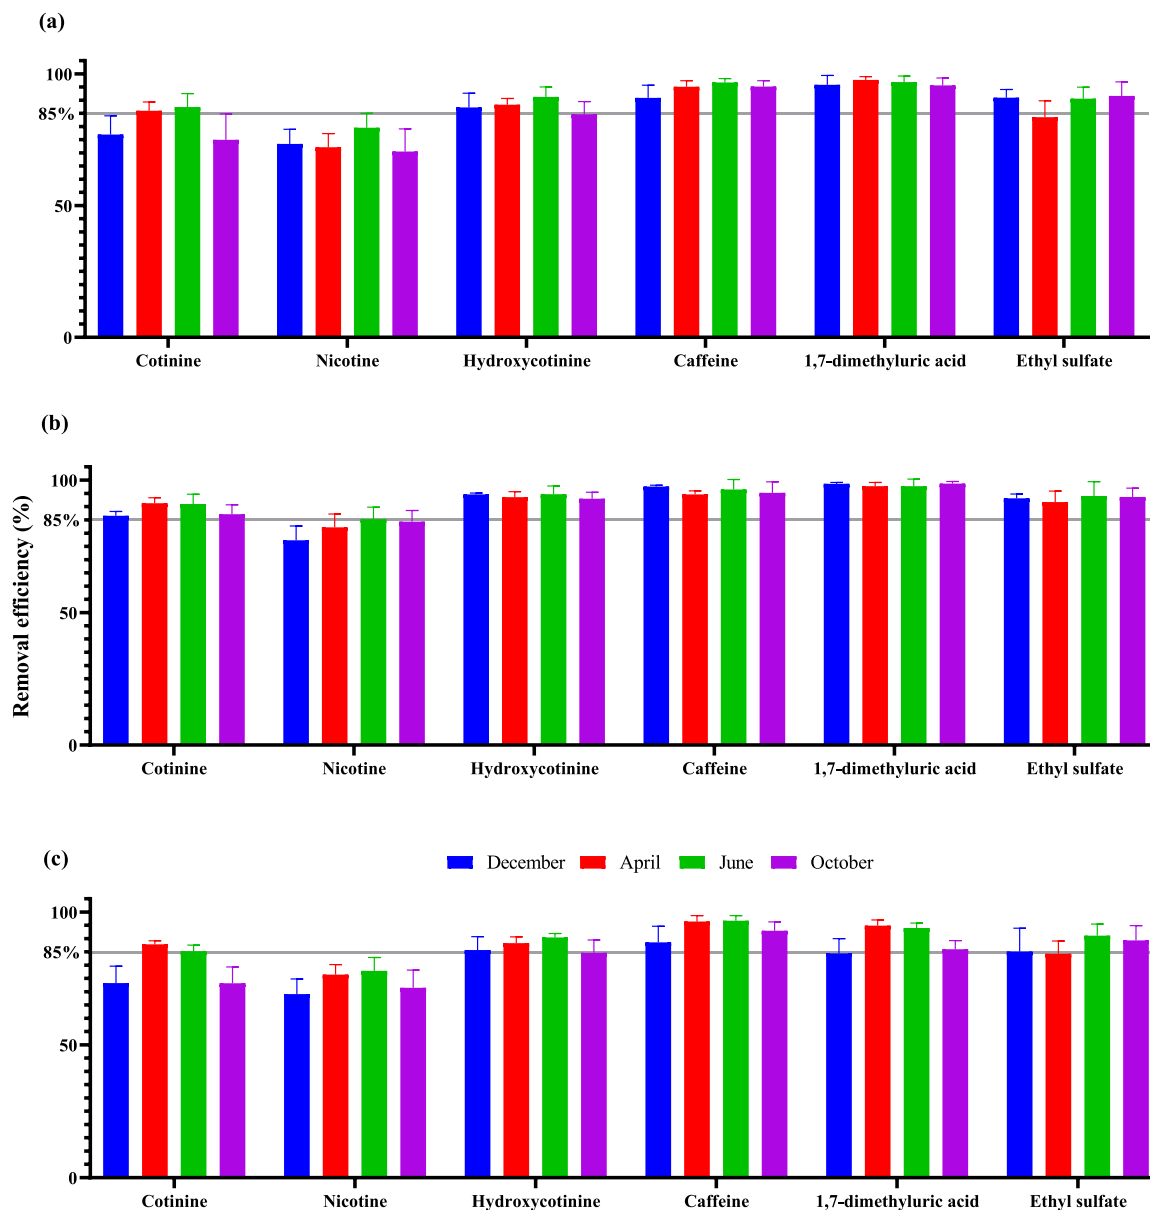 (a)
100
85%
50
0
Cotinine Nicotine Hydroxycotinine Caffeine 1,7-dimethyluric acid Ethyl sulfate
(b)
Removal efficiency (%)
100
85%
50
0
Cotinine Nicotine Hydroxycotinine Caffeine 1,7-dimethyluric acid Ethyl sulfate
(c)
December April June October
100
85%
50
0
Cotinine Nicotine Hydroxycotinine Caffeine 1,7-dimethyluric acid Ethyl sulfate